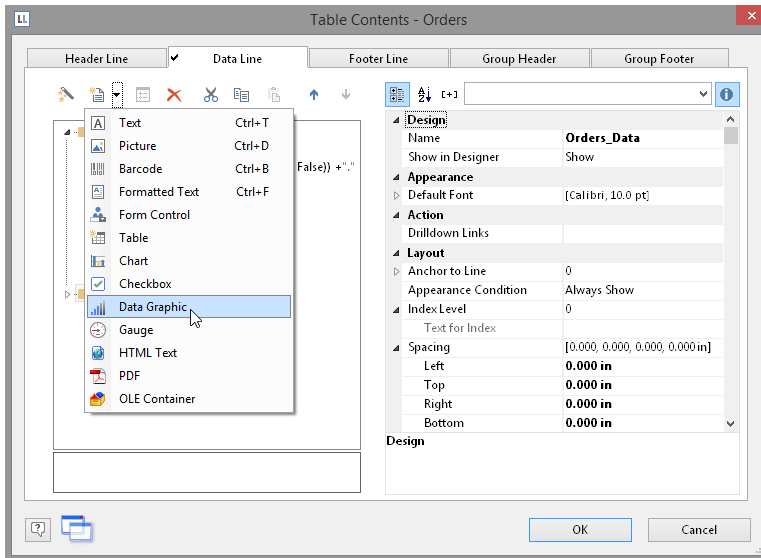 LL
Table Contents - Orders
Header Line
Data Line
Footer Line
Group Header
Group Footer
Text Ctrl+T
Picture Ctrl+D
Barcode Ctrl+B
Formatted Text Ctrl+F
Form Control
Table
Chart
Checkbox
Data Graphic
Gauge
HTML Text
PDF
OLE Container
False)) +"."
Design
Name Orders_Data
Show in Designer Show
Appearance
Default Font [Calibri, 10.0 pt]
Action
Drilldown Links
Layout
Anchor to Line 0
Appearance Condition Always Show
Index Level 0
Text for Index
Spacing [0.000, 0.000, 0.000, 0.000 in]
Left 0.000 in
Top 0.000 in
Right 0.000 in
Bottom 0.000 in
Design
OK
Cancel